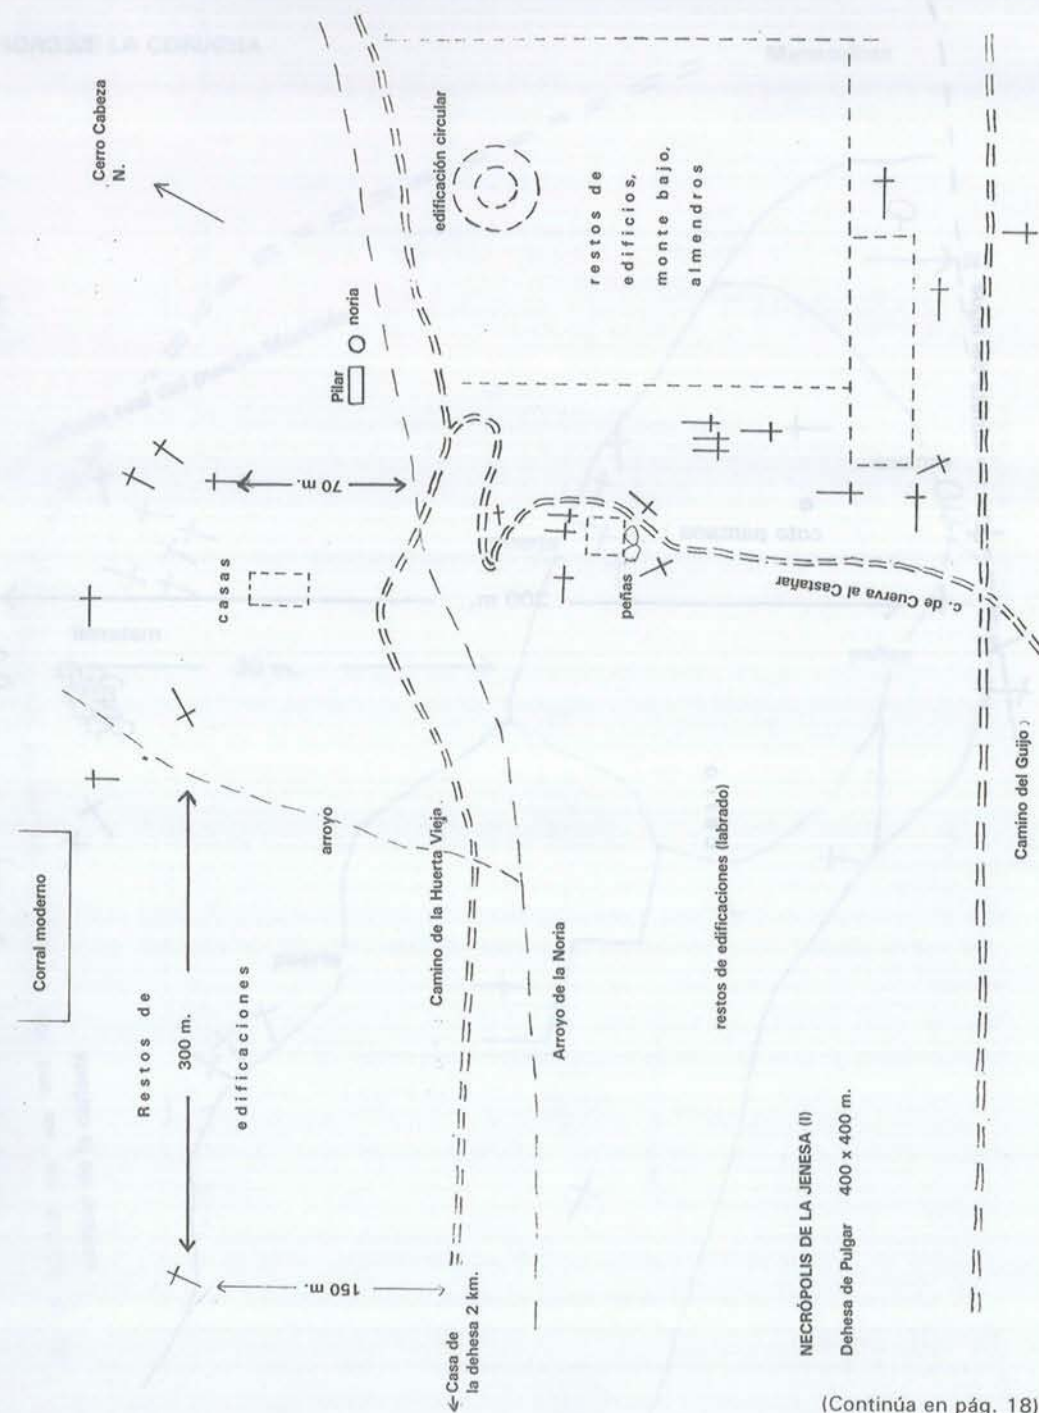 Cerro Cabeza
N.
edificación circular
restos de
edificios,
monte bajo,
almendros
Pilar
noria
70 m.
casas
peñas
c. de Cuerva al Castañar
Corral moderno
arroyo
Camino de la Huerta Vieja
Arroyo de la Noria
restos de edificaciones (labrado)
Camino del Guijo
Restos de
300 m.
edificaciones
150 m.
Casa de
la dehesa 2 km.
NECRÓPOLIS DE LA JENESA (I)
Dehesa de Pulgar 400 x 400 m.
(Continúa en pág. 18)